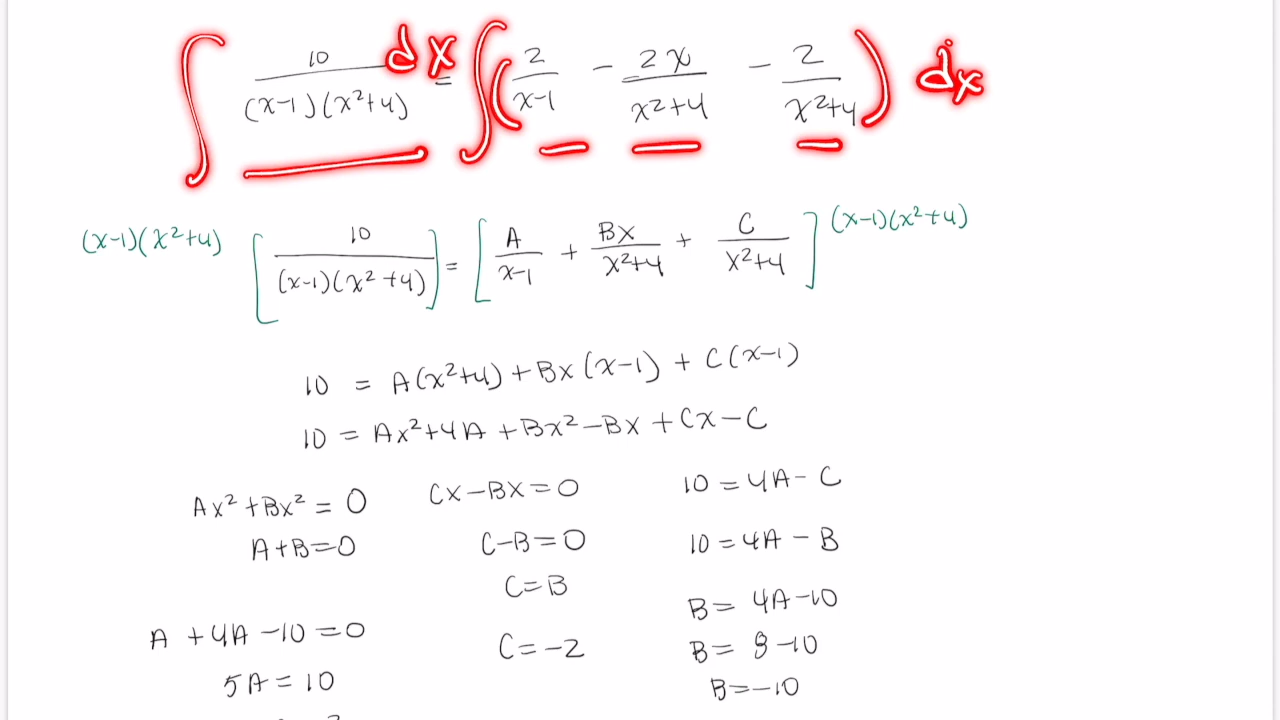 ∫ 10/((x-1)(x²+4)) dx = ∫ ( 2/(x-1) - 2x/(x²+4) - 2/(x²+4) ) dx
(x-1)(x²+4) [ 10/((x-1)(x²+4)) ] = [ A/(x-1) + Bx/(x²+4) + C/(x²+4) ] (x-1)(x²+4)
10 = A(x²+4) + Bx(x-1) + C(x-1)
10 = Ax²+4A + Bx² - Bx + Cx - C
Ax² + Bx² = 0 Cx - Bx = 0 10 = 4A - C
A + B = 0 C - B = 0 10 = 4A - B
C = B B = 4A - 10
A + 4A - 10 = 0 C = -2 B = 8 - 10
5A = 10 B = -10